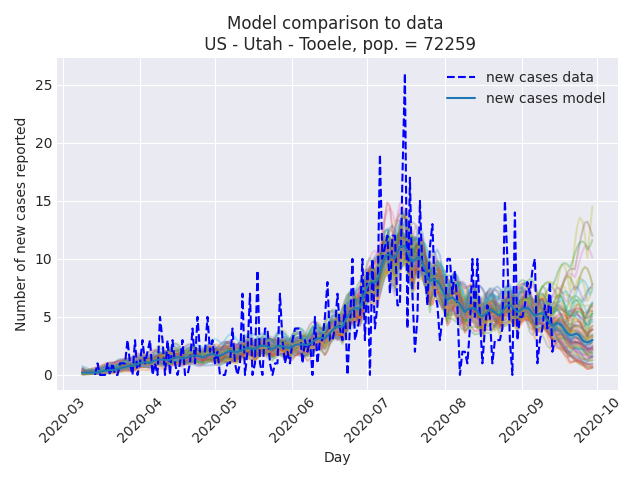 Model comparison to data
US - Utah - Tooele, pop. = 72259
new cases data
new cases model
Number of new cases reported
25
20
15
10
5
0
2020-03
2020-04
2020-05
2020-06
2020-07
2020-08
2020-09
2020-10
Day